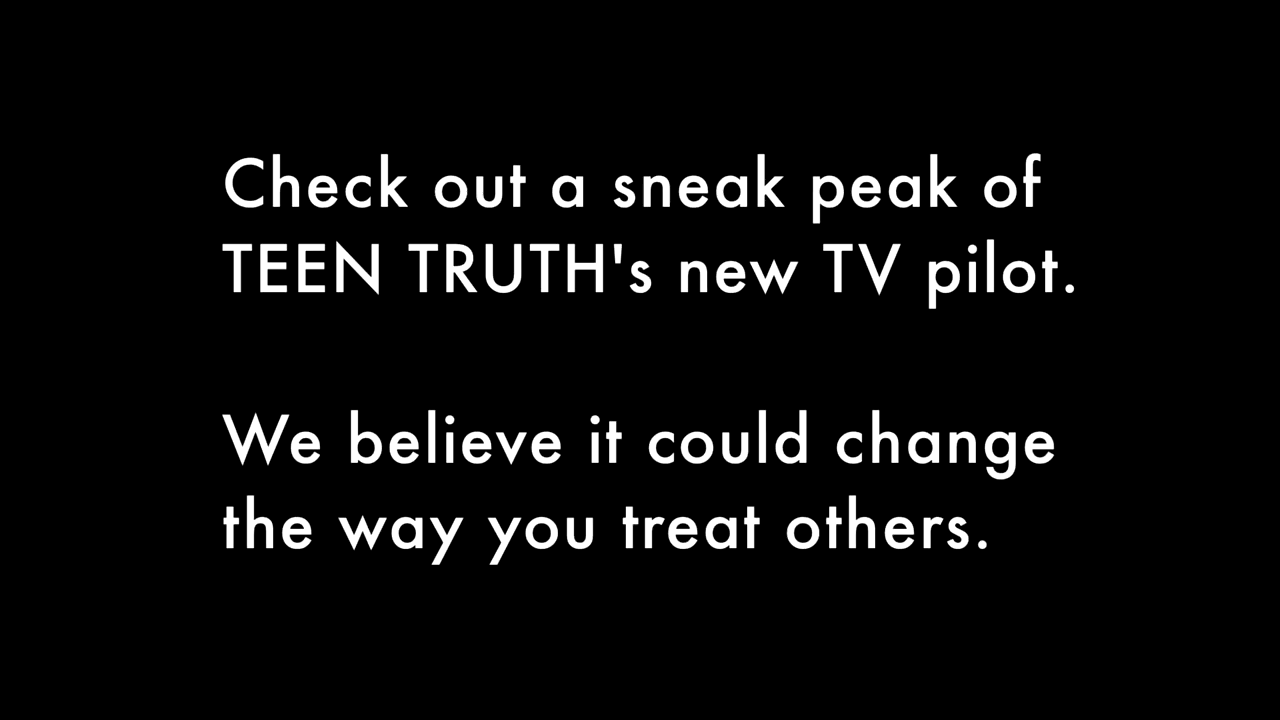 Check out a sneak peak of
TEEN TRUTH's new TV pilot.
We believe it could change
the way you treat others.